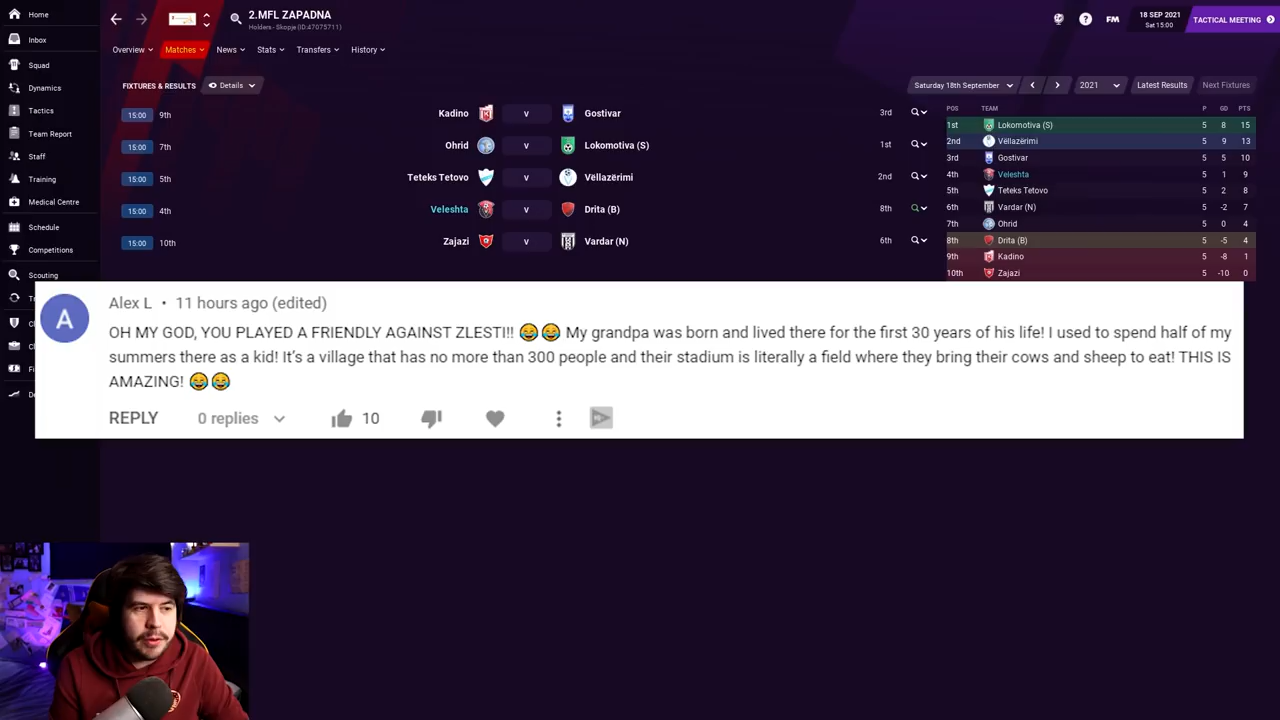 Home
Inbox
Squad
Dynamics
Tactics
Team Report
Staff
Training
Medical Centre
Schedule
Competitions
Scouting
2.MFL ZAPADNA
Holders - Skopje (ID:47075711)
FM
18 SEP 2021
Sat 15:00
TACTICAL MEETING
Overview
Matches
News
Stats
Transfers
History
FIXTURES & RESULTS
Details
Saturday 18th September
2021
Latest Results
Next Fixtures
15:00 9th Kadino v Gostivar 3rd
15:00 7th Ohrid v Lokomotiva (S) 1st
15:00 5th Teteks Tetovo v Vëllazërimi 2nd
15:00 4th Veleshta v Drita (B) 8th
15:00 10th Zajazi v Vardar (N) 6th
POS TEAM P GD PTS
1st Lokomotiva (S) 5 8 15
2nd Vëllazërimi 5 9 13
3rd Gostivar 5 5 10
4th Veleshta 5 1 9
5th Teteks Tetovo 5 2 8
6th Vardar (N) 5 -2 7
7th Ohrid 5 0 4
8th Drita (B) 5 -5 4
9th Kadino 5 -8 1
10th Zajazi 5 -10 0
A
Alex L • 11 hours ago (edited)
OH MY GOD, YOU PLAYED A FRIENDLY AGAINST ZLESTI!! 😂😂 My grandpa was born and lived there for the first 30 years of his life! I used to spend half of my
summers there as a kid! It's a village that has no more than 300 people and their stadium is literally a field where they bring their cows and sheep to eat! THIS IS
AMAZING! 😂😂
REPLY 0 replies 10